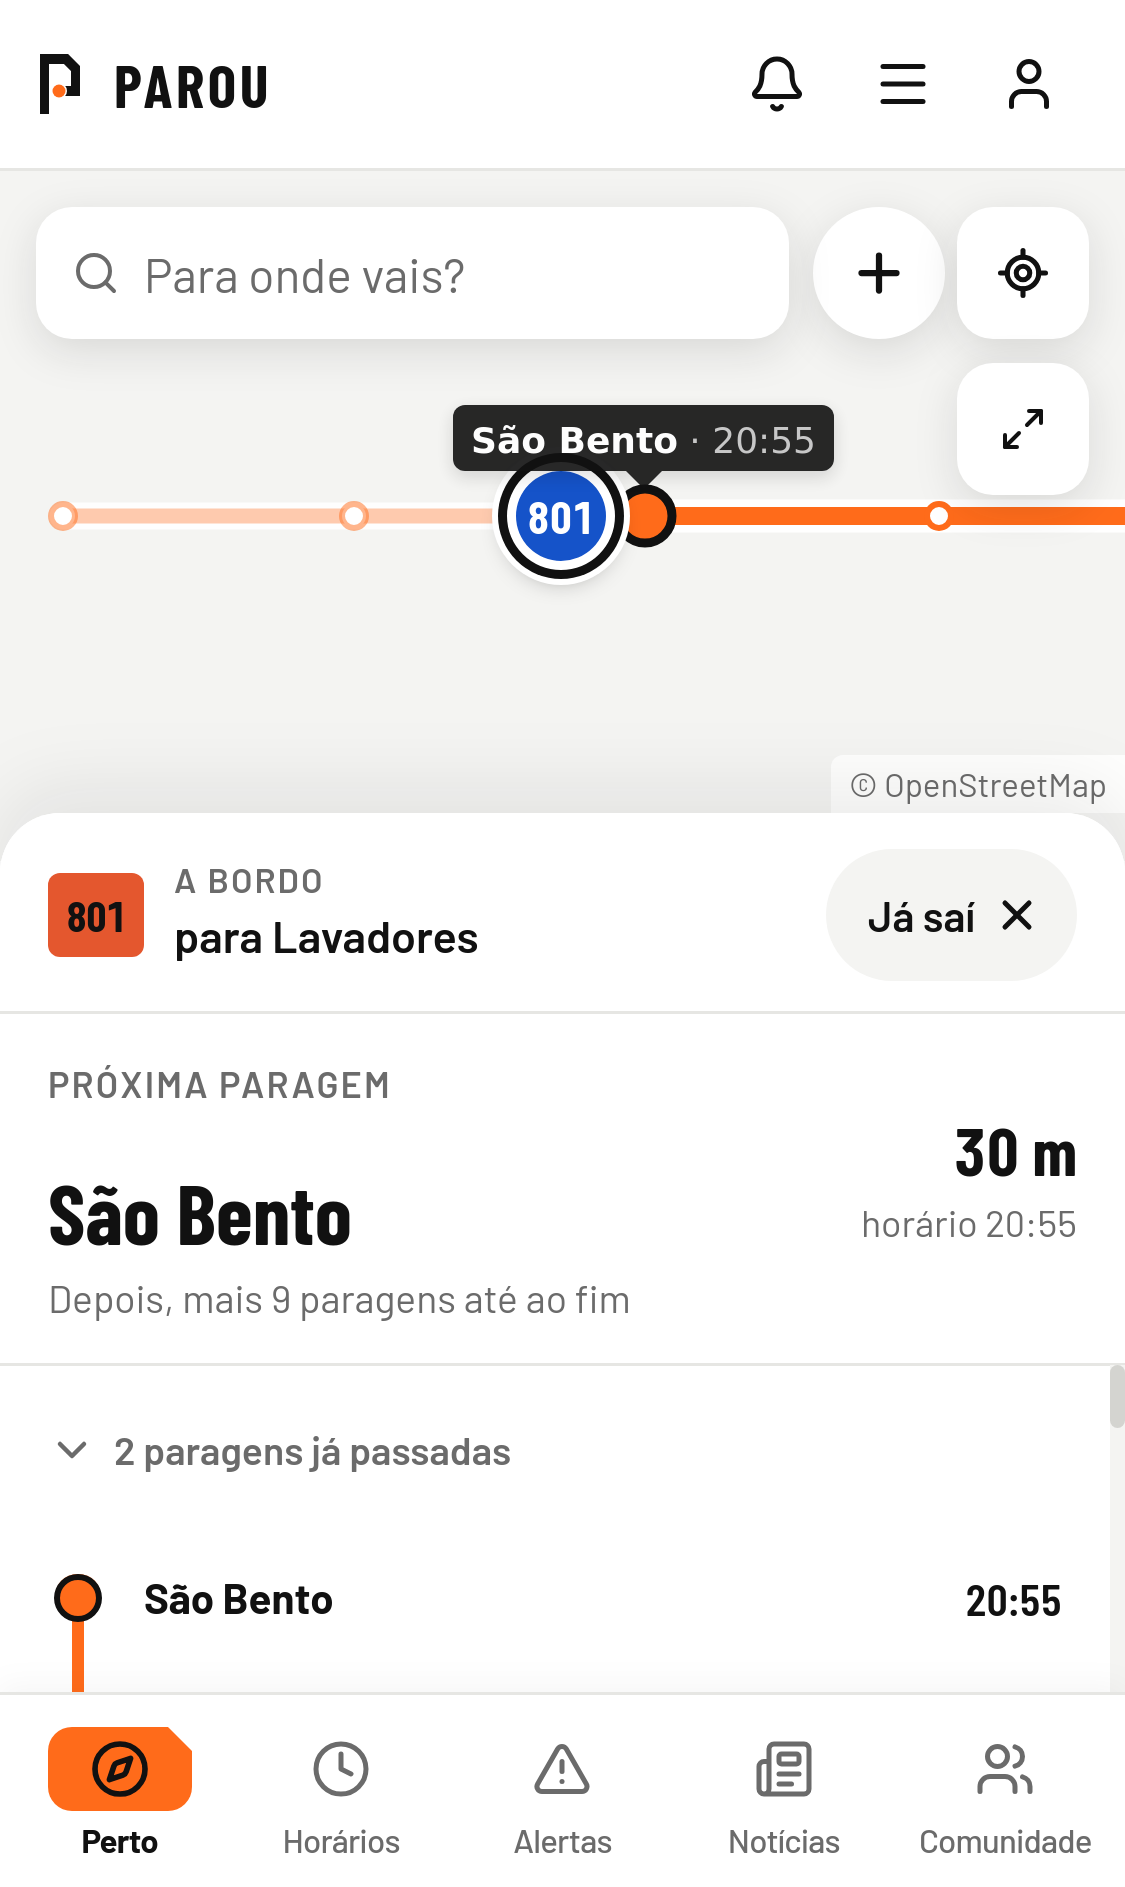 PAROU
Para onde vais?
São Bento · 20:55
801
© OpenStreetMap
801
A BORDO
para Lavadores
Já saí
PRÓXIMA PARAGEM
30 m
São Bento
horário 20:55
Depois, mais 9 paragens até ao fim
2 paragens já passadas
São Bento 20:55
Perto Horários Alertas Notícias Comunidade